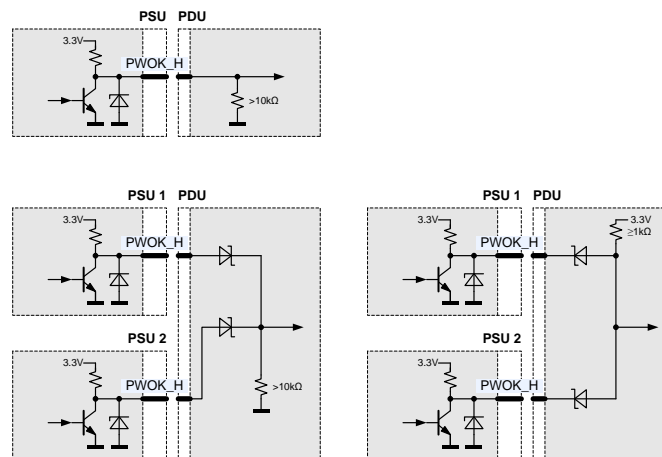 PSU PDU
3.3V
PWOK_H
>10kΩ
PSU 1 PDU
3.3V
PWOK_H
PSU 2
3.3V
PWOK_H
>10kΩ
PSU 1 PDU
3.3V
PWOK_H
3.3V
≥1kΩ
PSU 2
3.3V
PWOK_H